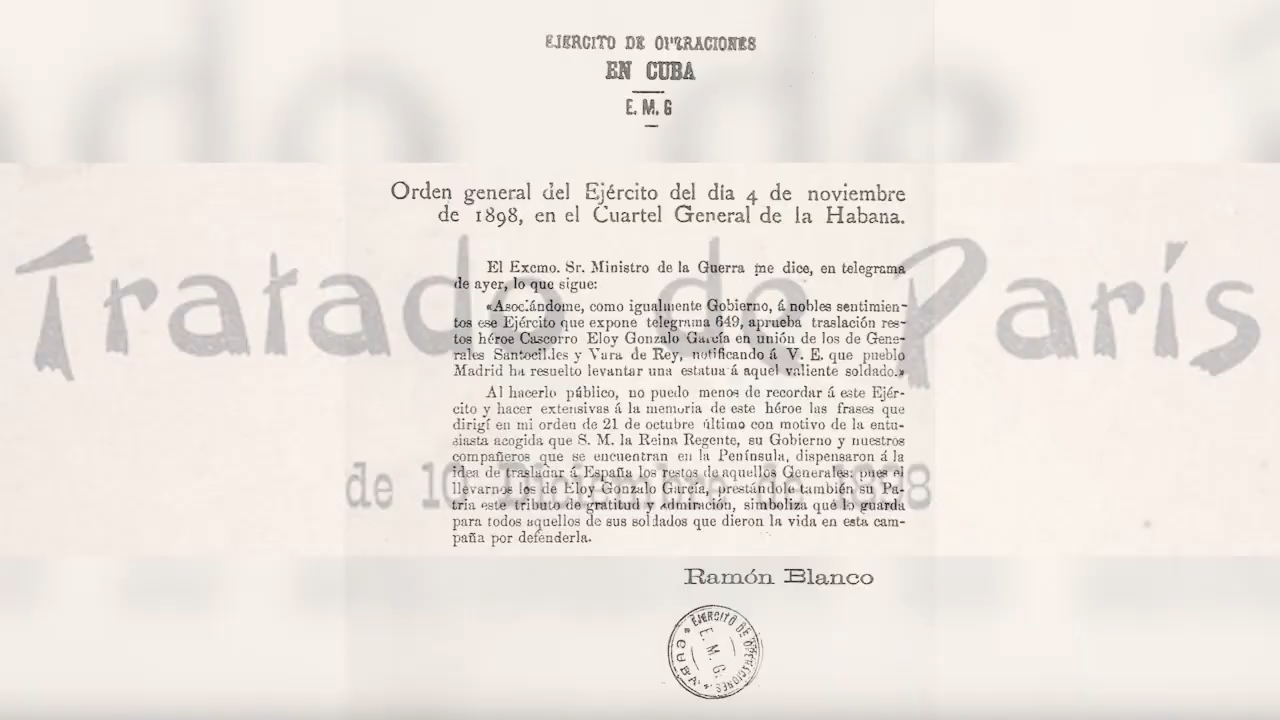 EJERCITO DE OPERACIONES
EN CUBA
E. M. G
Orden general del Ejército del día 4 de noviembre
de 1898, en el Cuartel General de la Habana.
Tratado de París
El Excmo. Sr. Ministro de la Guerra me dice, en telegrama
de ayer, lo que sigue:
«Asociándome, como igualmente Gobierno, á nobles sentimien-
tos ese Ejército que expone telegrama 649, aprueba traslación res-
tos héroe Cascorro Eloy Gonzalo García en unión de los de Gene-
rales Santocildes y Vara de Rey, notificando á V. E. que pueblo
Madrid ha resuelto levantar una estatua á aquel valiente soldado.»
Al hacerlo público, no puedo menos de recordar á este Ejér-
cito y hacer extensivas á la memoria de este héroe las frases que
dirigí en mi orden de 21 de octubre último con motivo de la entu-
siasta acogida que S. M. la Reina Regente, su Gobierno y nuestros
compañeros que se encuentran en la Península, dispensaron á la
idea de trasladar á España los restos de aquellos Generales: pues si
llevarnos los de Eloy Gonzalo García, prestándole también su Pa-
tria este tributo de gratitud y admiración, simboliza que lo guarda
para todos aquellos de sus soldados que dieron la vida en esta cam-
paña por defenderla.
de 10 Diciembre de 1898
Ramón Blanco
EJERCITO DE OPERACIONES
E. M. G.
CUBA